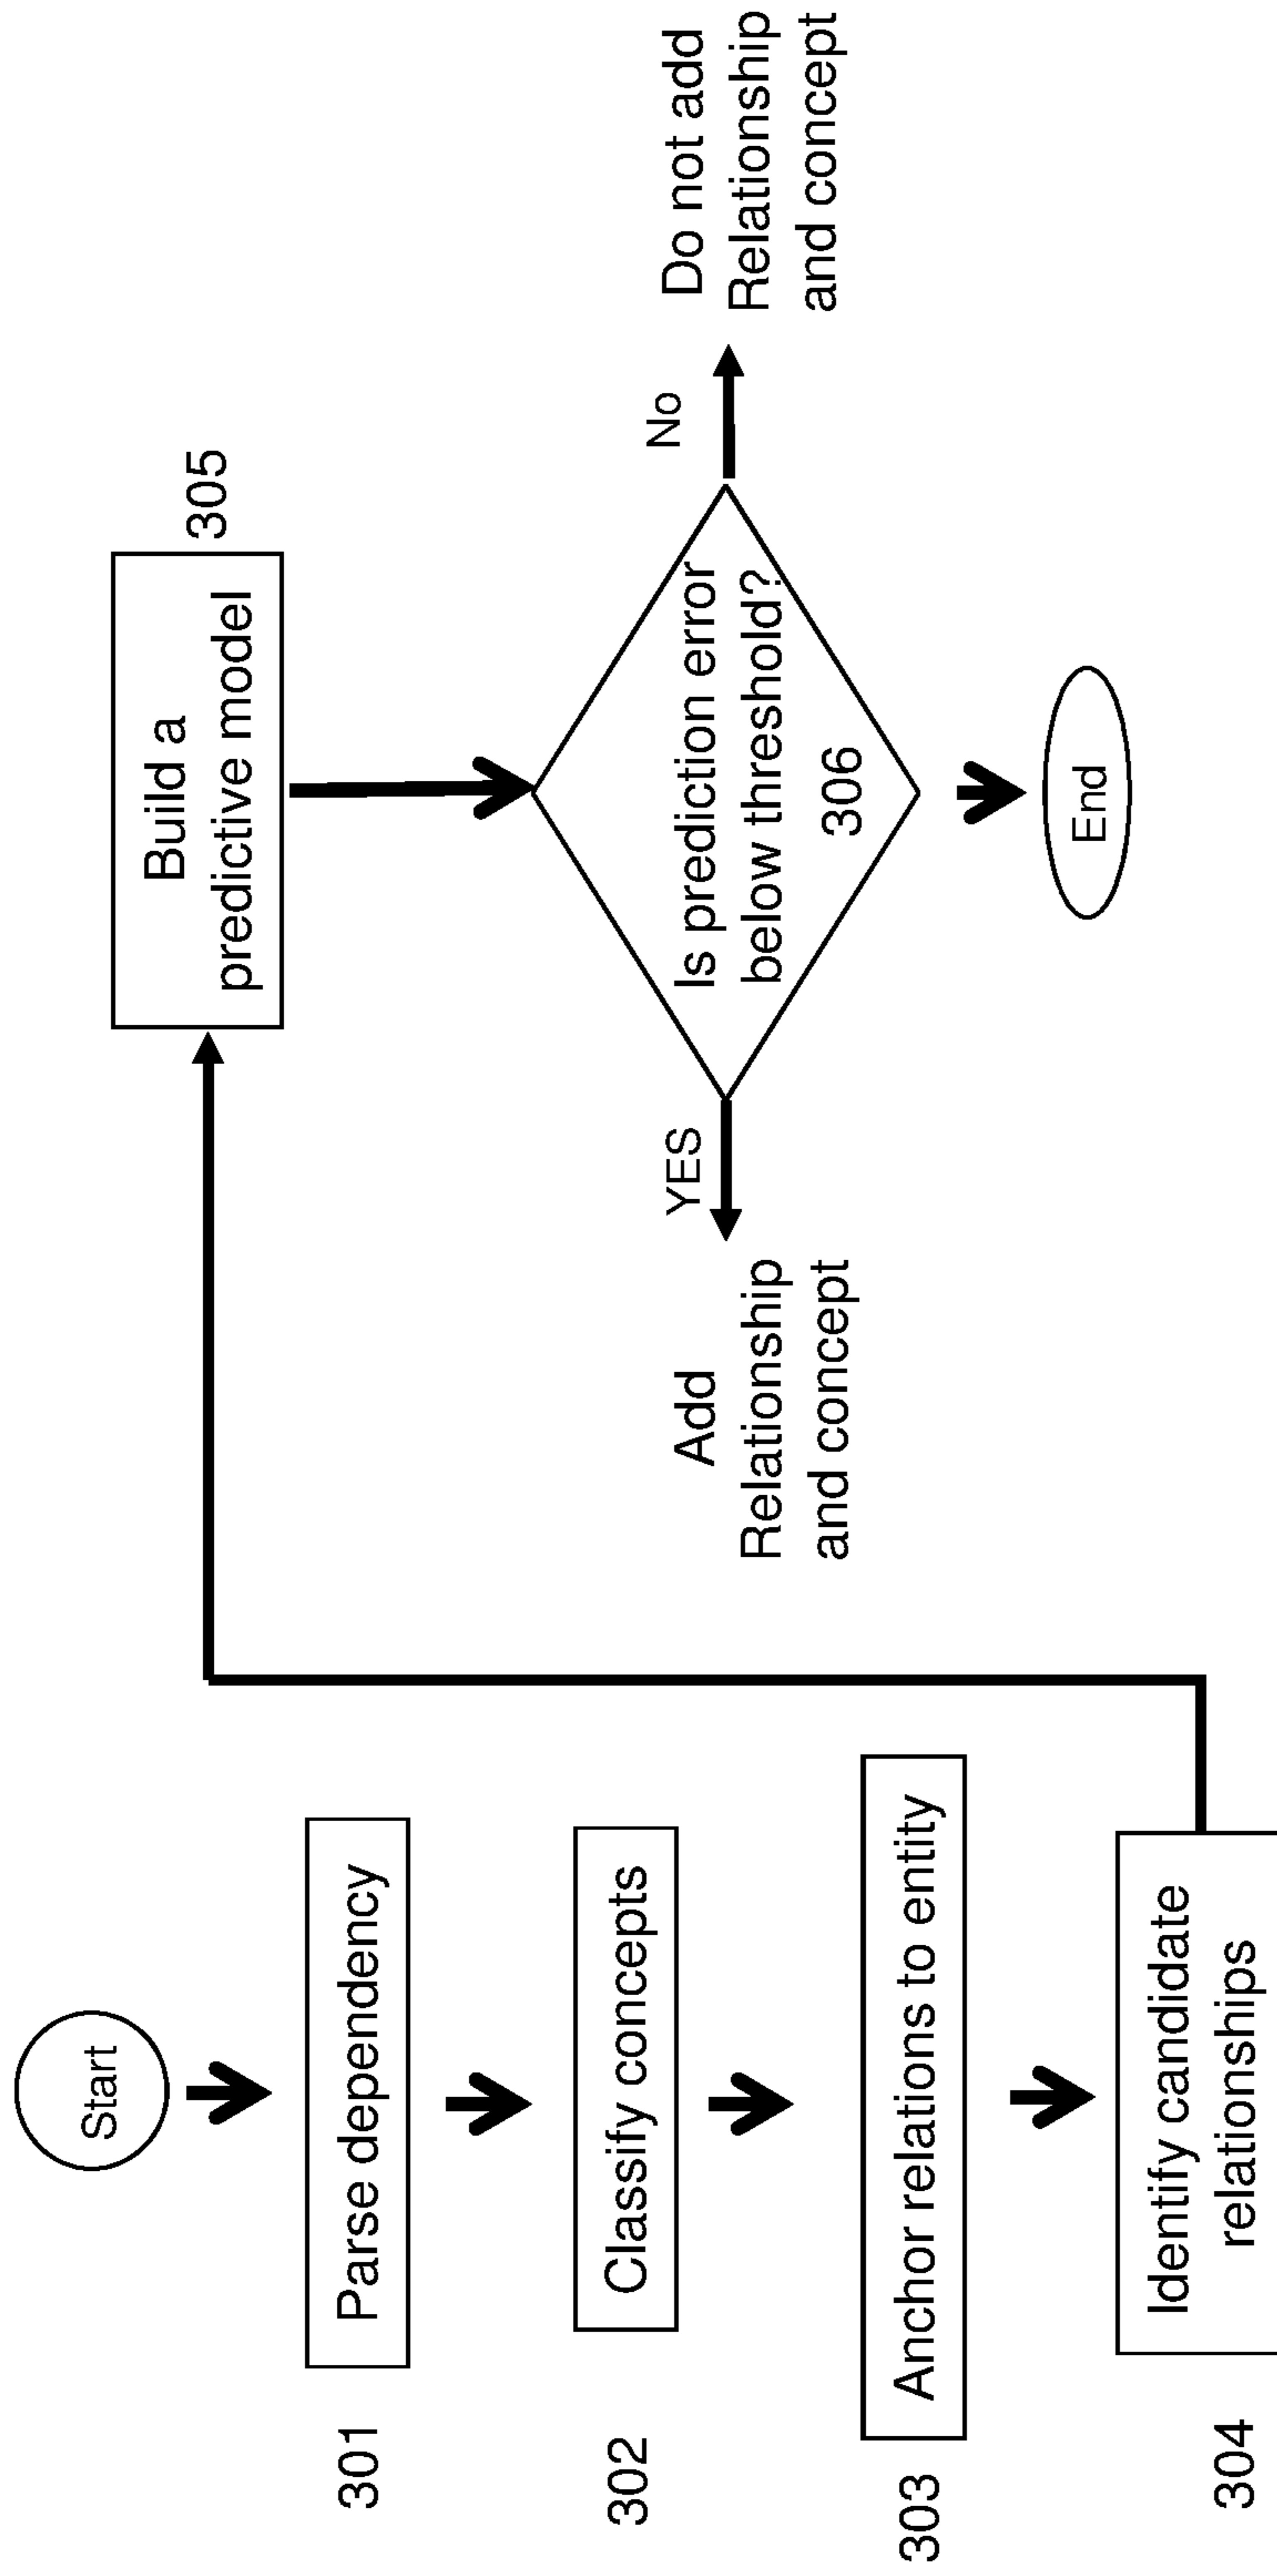 Start
301
Parse dependency
302
Classify concepts
303
Anchor relations to entity
304
Identify candidate
relationships
Build a
predictive model
305
Is prediction error
below threshold?
306
YES
Add
Relationship
and concept
No
Do not add
Relationship
and concept
End